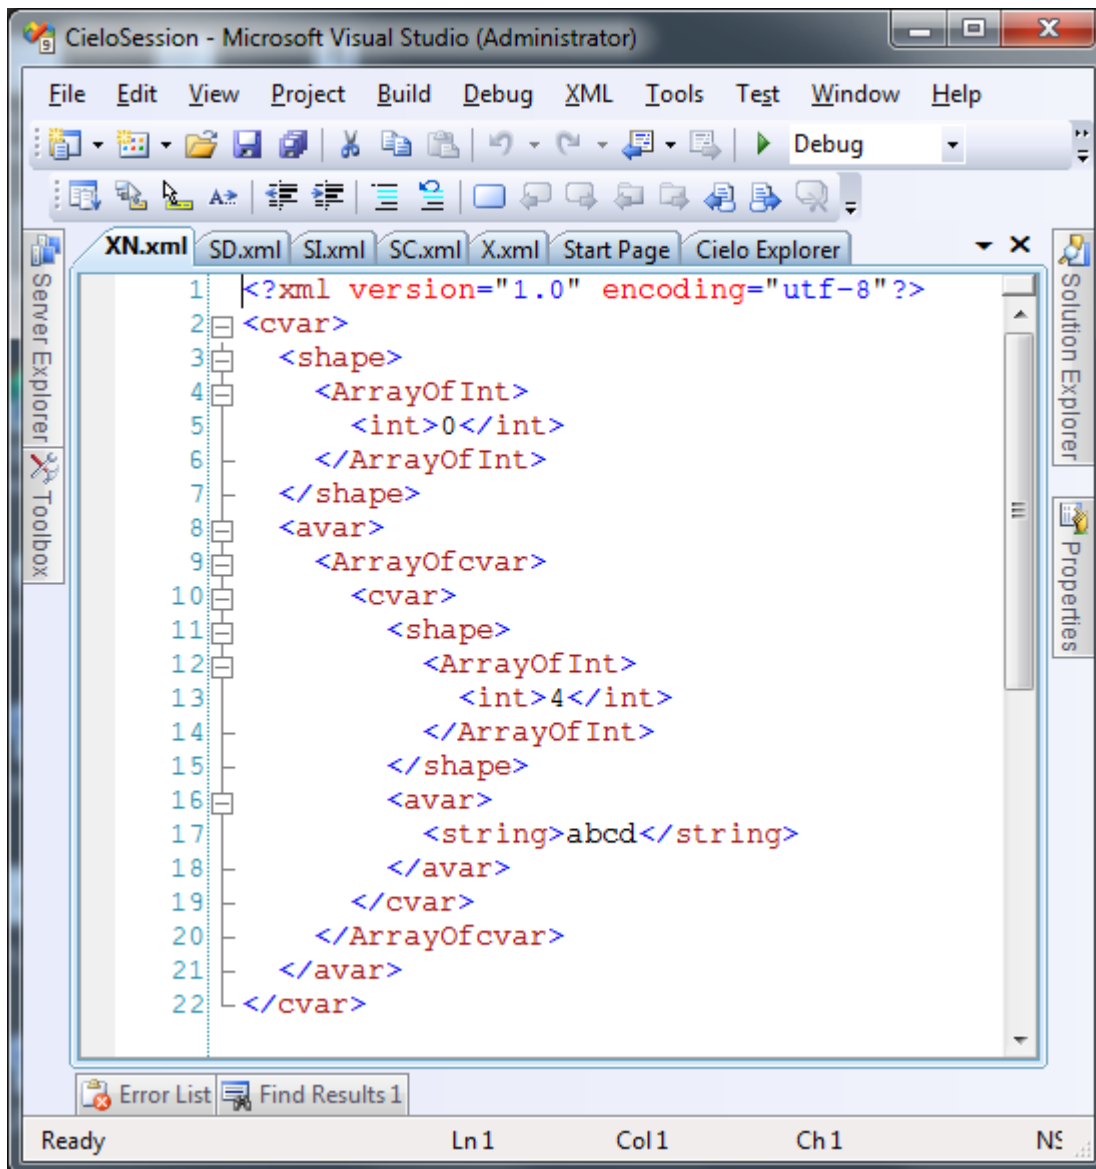 CieloSession - Microsoft Visual Studio (Administrator)
File Edit View Project Build Debug XML Tools Test Window Help
Debug
XN.xml SD.xml SI.xml SC.xml X.xml Start Page Cielo Explorer
Server Explorer
Toolbox
1 <?xml version="1.0" encoding="utf-8"?>
2 <cvar>
3 <shape>
4 <ArrayOfInt>
5 <int>0</int>
6 </ArrayOfInt>
7 </shape>
8 <avar>
9 <ArrayOfcvar>
10 <cvar>
11 <shape>
12 <ArrayOfInt>
13 <int>4</int>
14 </ArrayOfInt>
15 </shape>
16 <avar>
17 <string>abcd</string>
18 </avar>
19 </cvar>
20 </ArrayOfcvar>
21 </avar>
22 </cvar>
Solution Explorer
Properties
Error List Find Results 1
Ready Ln 1 Col 1 Ch 1